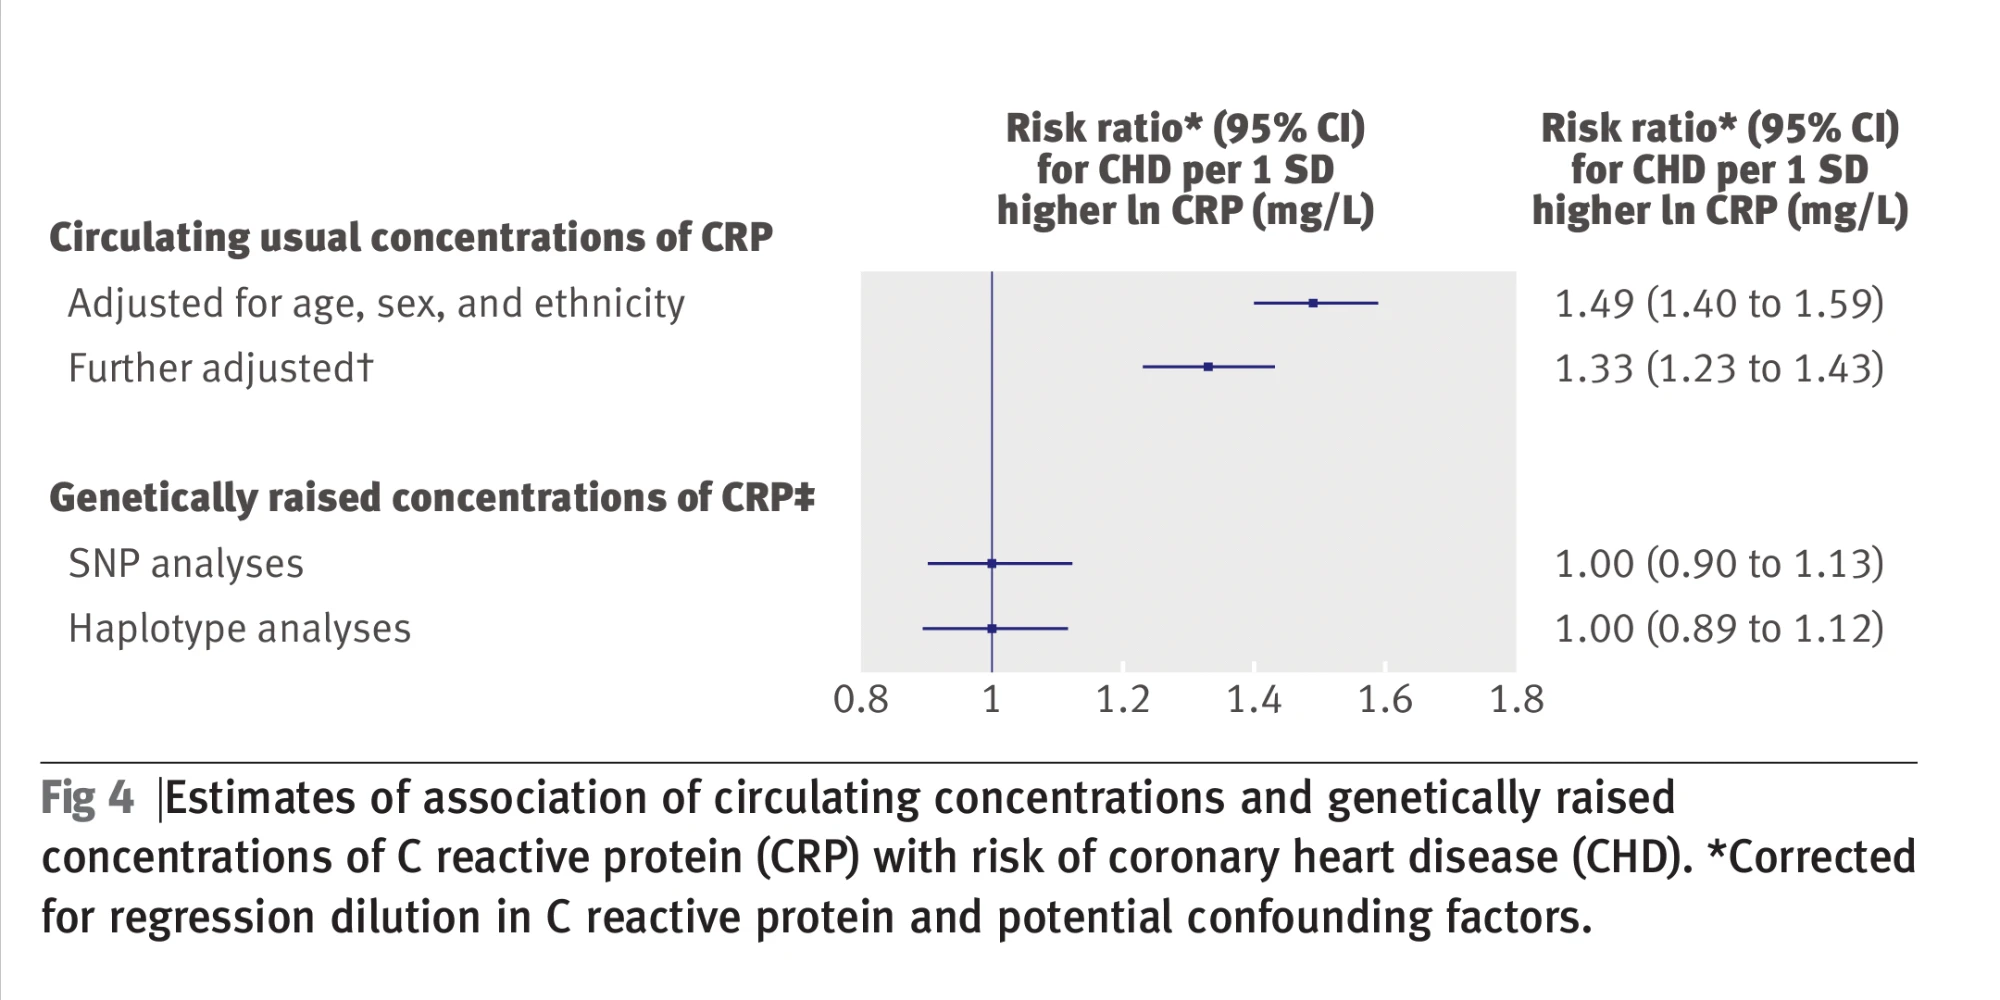 Risk ratio* (95% CI)
for CHD per 1 SD
higher ln CRP (mg/L)
Risk ratio* (95% CI)
for CHD per 1 SD
higher ln CRP (mg/L)
Circulating usual concentrations of CRP
Adjusted for age, sex, and ethnicity
1.49 (1.40 to 1.59)
Further adjusted†
1.33 (1.23 to 1.43)
Genetically raised concentrations of CRP‡
SNP analyses
1.00 (0.90 to 1.13)
Haplotype analyses
1.00 (0.89 to 1.12)
0.8 1 1.2 1.4 1.6 1.8
Fig 4 |Estimates of association of circulating concentrations and genetically raised
concentrations of C reactive protein (CRP) with risk of coronary heart disease (CHD). *Corrected
for regression dilution in C reactive protein and potential confounding factors.